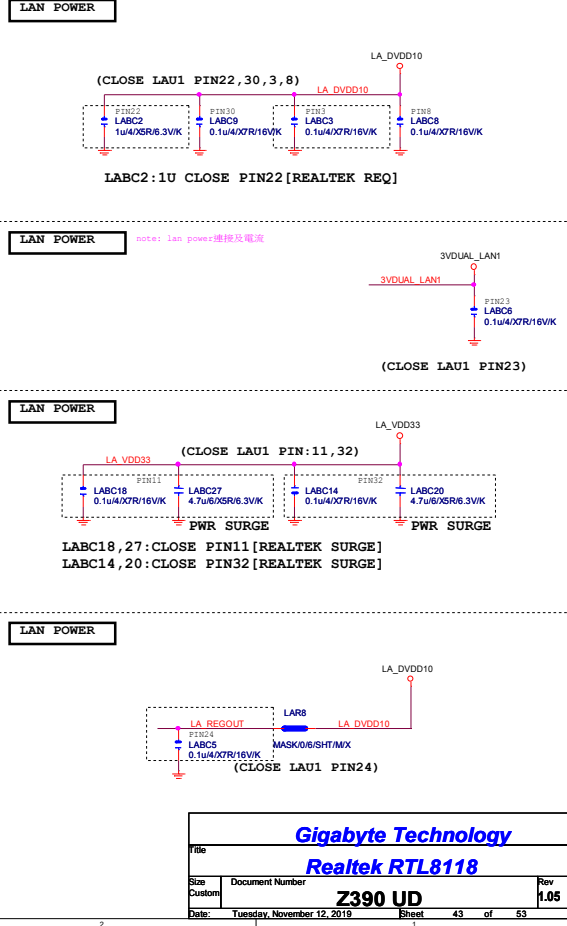 LAN POWER
LA_DVDD10
(CLOSE LAU1 PIN22,30,3,8)
LA_DVDD10
PIN22
LABC2
1u/4/X5R/6.3V/K
PIN30
LABC9
0.1u/4/X7R/16V/K
PIN3
LABC3
0.1u/4/X7R/16V/K
PIN8
LABC8
0.1u/4/X7R/16V/K
LABC2:1U CLOSE PIN22[REALTEK REQ]
LAN POWER
note: lan power連接及電流
3VDUAL_LAN1
3VDUAL_LAN1
PIN23
LABC6
0.1u/4/X7R/16V/K
(CLOSE LAU1 PIN23)
LAN POWER
LA_VDD33
(CLOSE LAU1 PIN:11,32)
LA_VDD33
PIN11
LABC18
0.1u/4/X7R/16V/K
LABC27
4.7u/6/X5R/6.3V/K
PIN32
LABC14
0.1u/4/X7R/16V/K
LABC20
4.7u/6/X5R/6.3V/K
PWR SURGE
PWR SURGE
LABC18,27:CLOSE PIN11[REALTEK SURGE]
LABC14,20:CLOSE PIN32[REALTEK SURGE]
LAN POWER
LA_DVDD10
LAR8
LA_REGOUT
LA_DVDD10
PIN24
LABC5
0.1u/4/X7R/16V/K
MASK/0/6/SHT/M/X
(CLOSE LAU1 PIN24)
Gigabyte Technology
Title
Realtek RTL8118
Size
Custom
Document Number
Z390 UD
Rev
1.05
Date:
Tuesday, November 12, 2019
Sheet
43
of
53
2
1